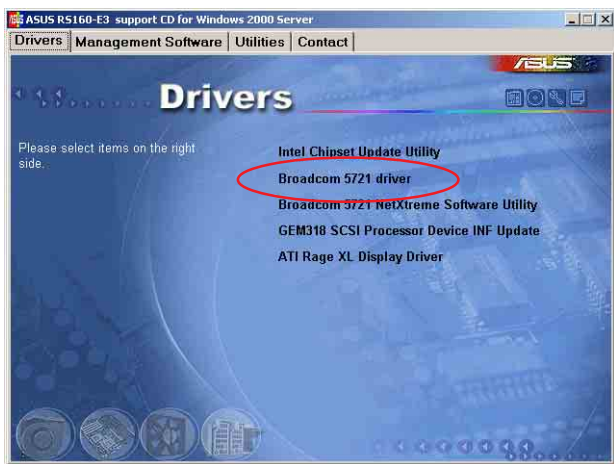 ASUS RS160-E3 support CD for Windows 2000 Server
Drivers Management Software Utilities Contact
ASUS
Drivers
Please select items on the right
side.
Intel Chipset Update Utility
Broadcom 5721 driver
Broadcom 5721 NetXtreme Software Utility
GEM318 SCSI Processor Device INF Update
ATI Rage XL Display Driver